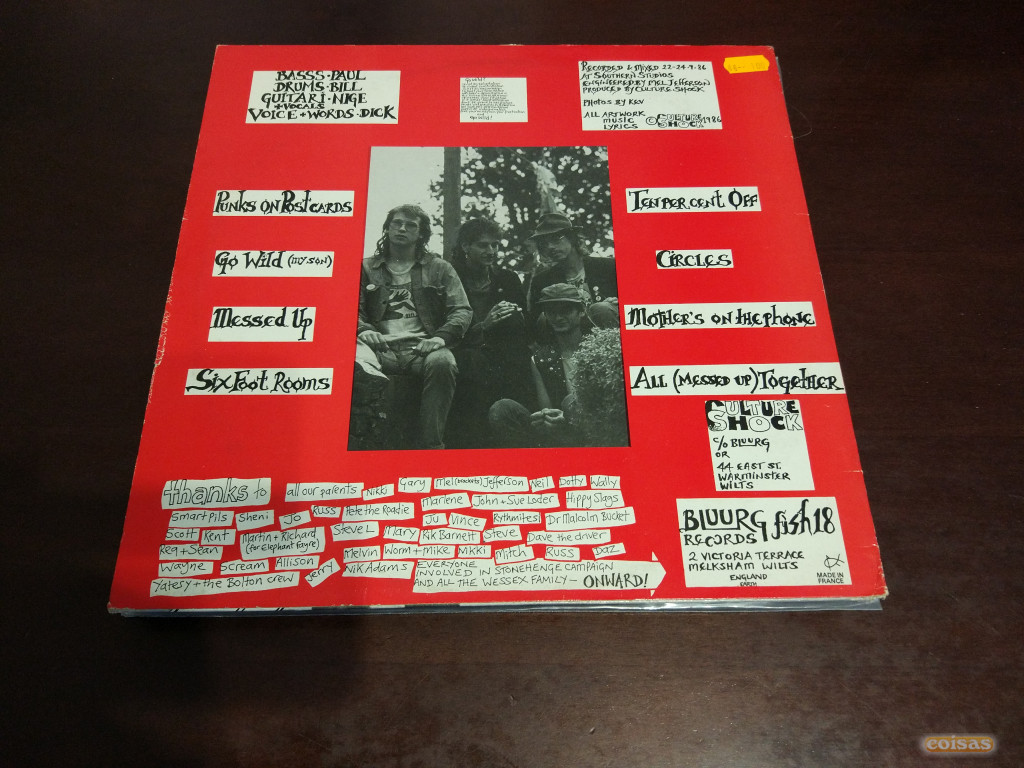 BASSS·PAUL
DRUMS·BILL
GUITAR1·NIGE
+VOCALS
VOICE+WORDS·DICK
RECORDED & MIXED 22-24·9·86
AT SOUTHERN STUDIOS
ENGINEERED BY MEL JEFFERSON
PRODUCED BY CULTURE SHOCK
PHOTOS BY KEV
ALL ARTWORK
MUSIC
LYRICS
© CULTURE SHOCK 1986
PUNKS ON POSTCARDS
GO WILD (MY SON)
MESSED UP
SIX FOOT ROOMS
TEN PER CENT OFF
CIRCLES
MOTHER'S ON THE PHONE
ALL (MESSED UP) TOGETHER
CULTURE
SHOCK
C/O BLUURG
OR
44 EAST ST.
WARMINSTER
WILTS
BLUURG fish18
RECORDS
2 VICTORIA TERRACE
MELKSHAM WILTS
ENGLAND
EARTH
MADE IN
FRANCE
thanks to all our parents Nikki Gary Mel (brackets) Jefferson Neil Dotty Wally
Smart Pils Sheni Jo Russ Pete the Roadie Marlene John + Sue Loder Hippy Slags
Scott Kent Martin + Richard (for Elephant Fayre) Steve L Ju Vince Rythmites! Dr Malcolm Bucket
Reg + Sean Mary Rik Barnett Steve Dave the driver
Wayne Scream Allison Melvin Worm + Mike Mkki Mitch Russ Daz
Yatesy + the Bolton crew Jerry Nik Adams EVERYONE
INVOLVED IN STONEHENGE CAMPAIGN
AND ALL THE WESSEX FAMILY — ONWARD!
coisas